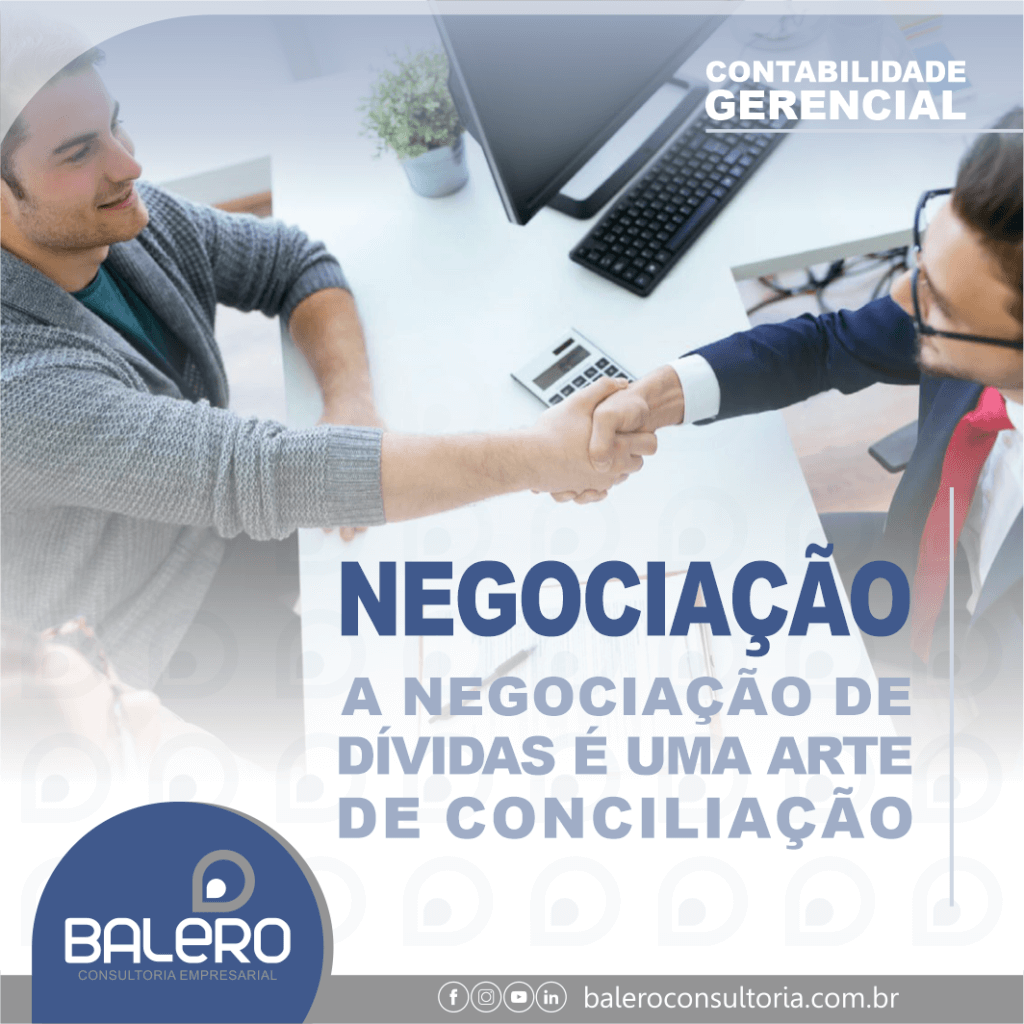 CONTABILIDADE
GERENCIAL
NEGOCIAÇÃO
A NEGOCIAÇÃO DE
DÍVIDAS É UMA ARTE
DE CONCILIAÇÃO
BALERO
CONSULTORIA EMPRESARIAL
baleroconsultoria.com.br